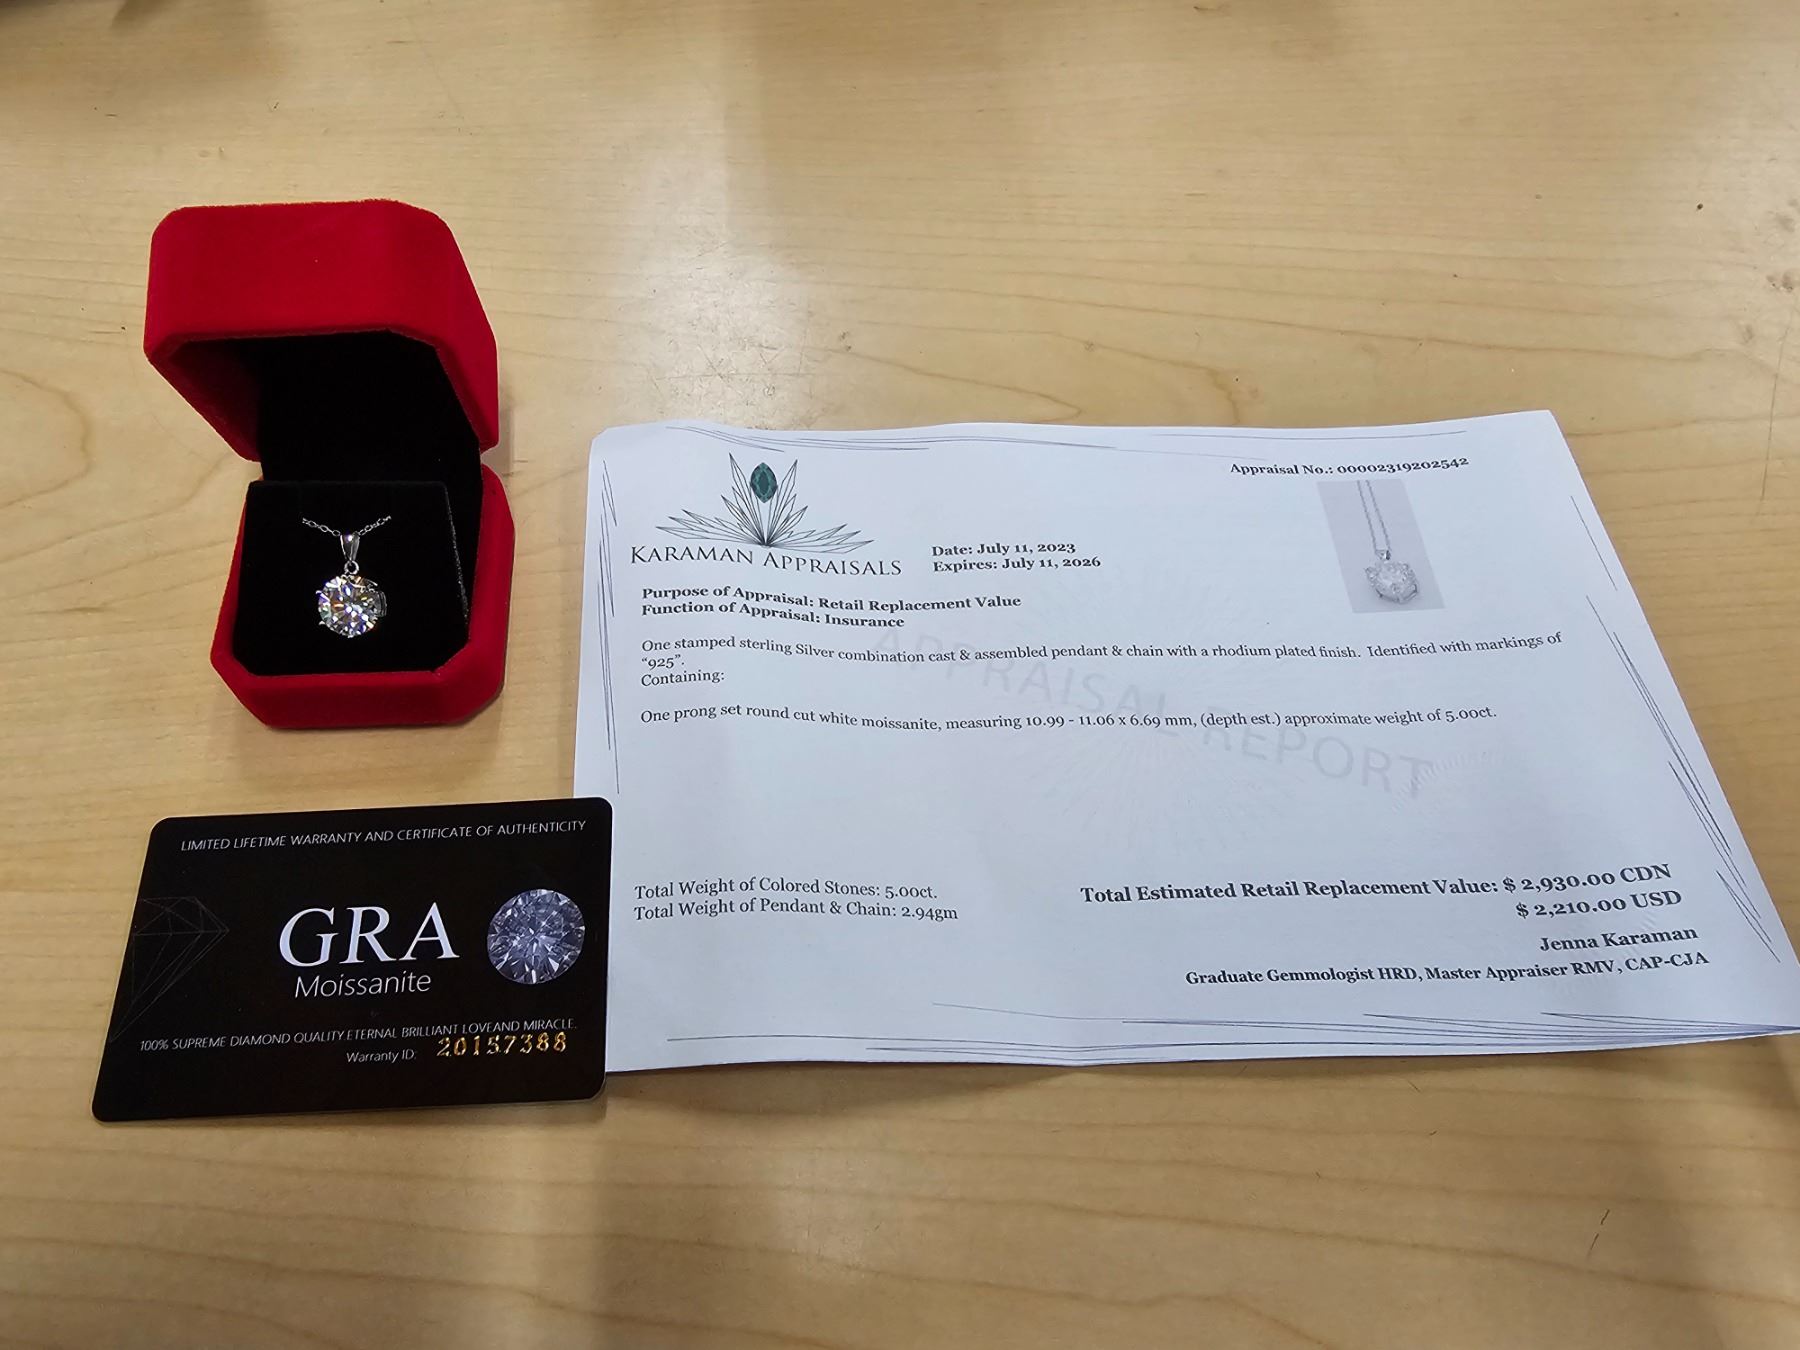 Appraisal No.: 00002319202542
KARAMAN APPRAISALS
Date: July 11, 2023
Expires: July 11, 2026
Purpose of Appraisal: Retail Replacement Value
Function of Appraisal: Insurance
One stamped sterling Silver combination cast & assembled pendant & chain with a rhodium plated finish. Identified with markings of
“925”.
Containing:
One prong set round cut white moissanite, measuring 10.99 - 11.06 x 6.69 mm, (depth est.) approximate weight of 5.00ct.
APPRAISAL REPORT
Total Weight of Colored Stones: 5.00ct.
Total Weight of Pendant & Chain: 2.94gm
Total Estimated Retail Replacement Value: $ 2,930.00 CDN
$ 2,210.00 USD
Jenna Karaman
Graduate Gemmologist HRD, Master Appraiser RMV, CAP-CJA
LIMITED LIFETIME WARRANTY AND CERTIFICATE OF AUTHENTICITY
GRA
Moissanite
100% SUPREME DIAMOND QUALITY.ETERNAL BRILLIANT LOVEAND MIRACLE.
Warranty ID: 20157388